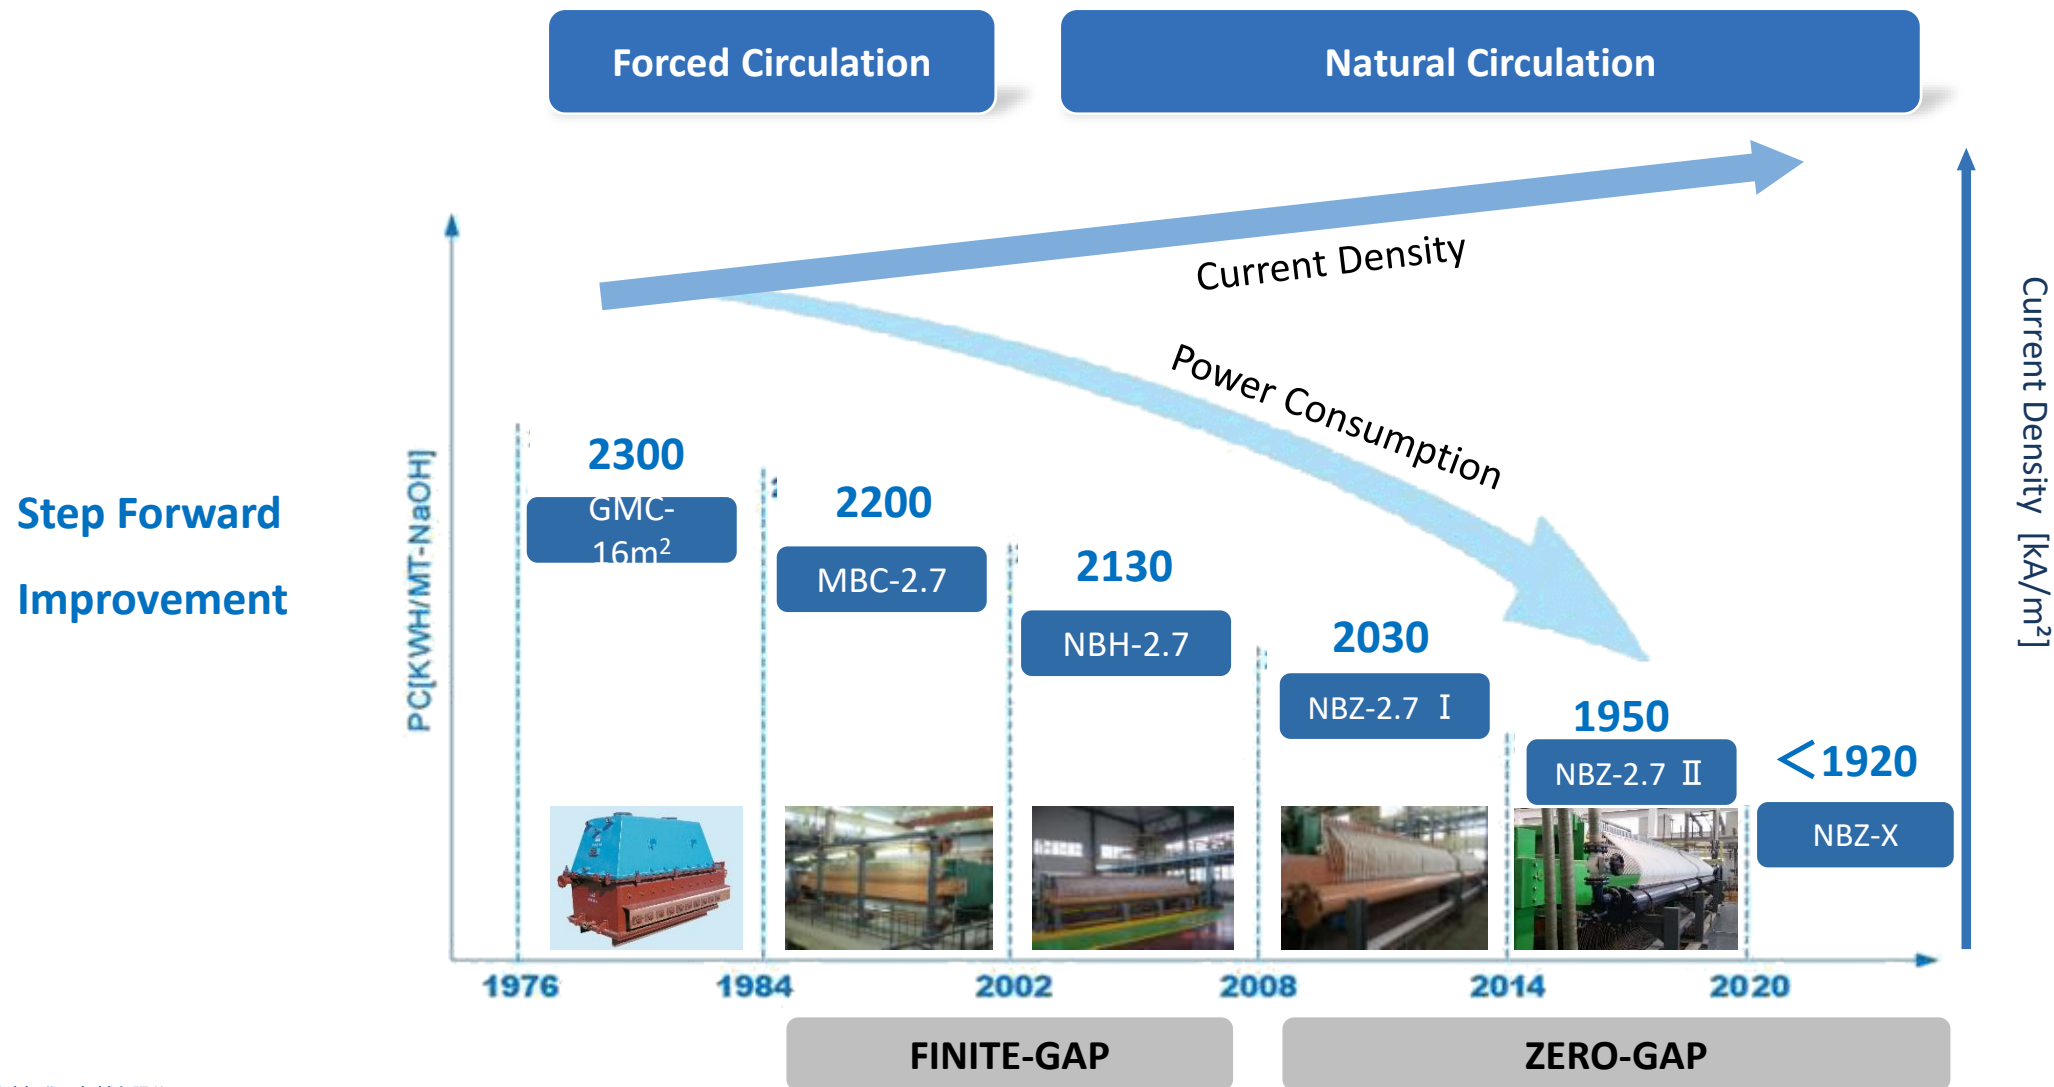 Forced Circulation
Natural Circulation
Current Density
Power Consumption
Current Density [kA/m²]
PC[KWH/MT-NaOH]
Step Forward
Improvement
2300
GMC-
16m²
2200
MBC-2.7
2130
NBH-2.7
2030
NBZ-2.7 Ⅰ
1950
NBZ-2.7 Ⅱ
＜1920
NBZ-X
1976 1984 2002 2008 2014 2020
FINITE-GAP
ZERO-GAP